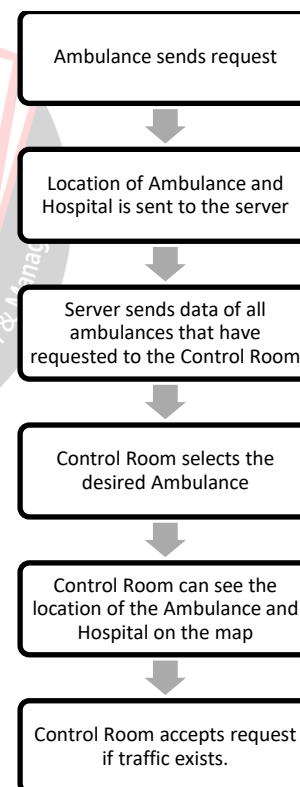 Ambulance sends request
Location of Ambulance and
Hospital is sent to the server
& Manag
Server sends data of all
ambulances that have
requested to the Control Room
Control Room selects the
desired Ambulance
Control Room can see the
location of the Ambulance and
Hospital on the map
Control Room accepts request
if traffic exists.